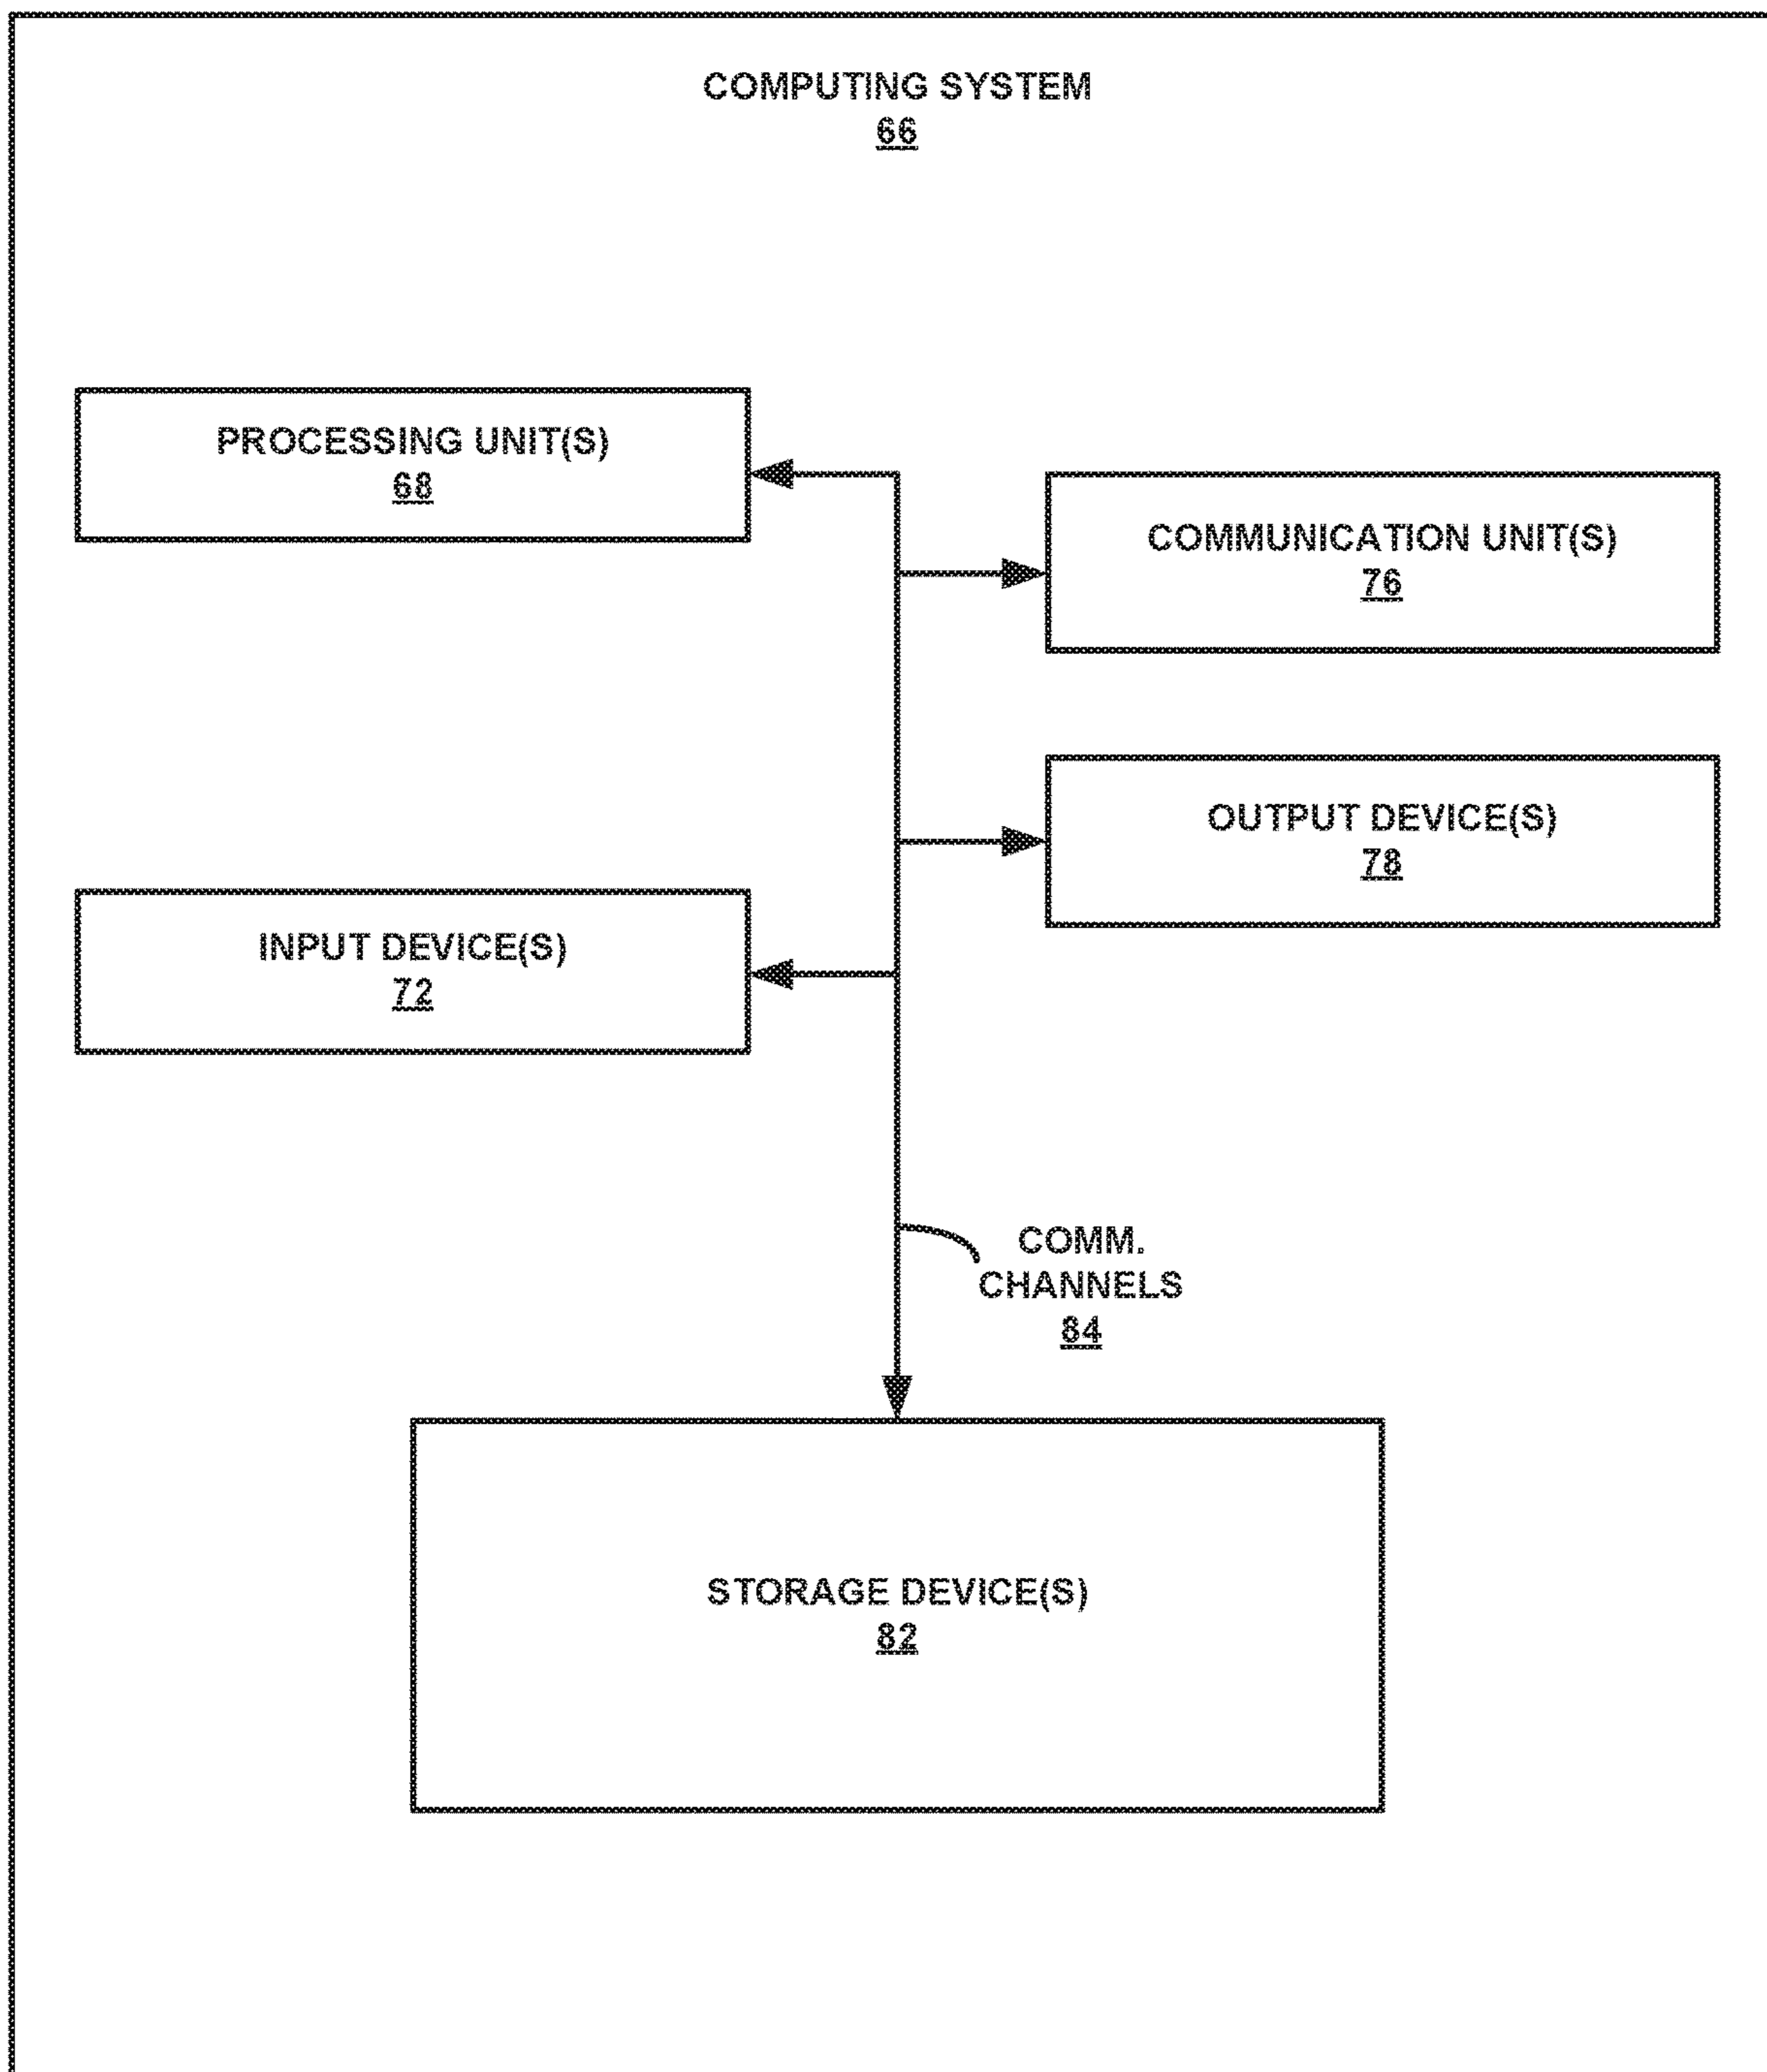 COMPUTING SYSTEM
66
PROCESSING UNIT(S)
68
COMMUNICATION UNIT(S)
76
OUTPUT DEVICE(S)
78
INPUT DEVICE(S)
72
COMM.
CHANNELS
84
STORAGE DEVICE(S)
82